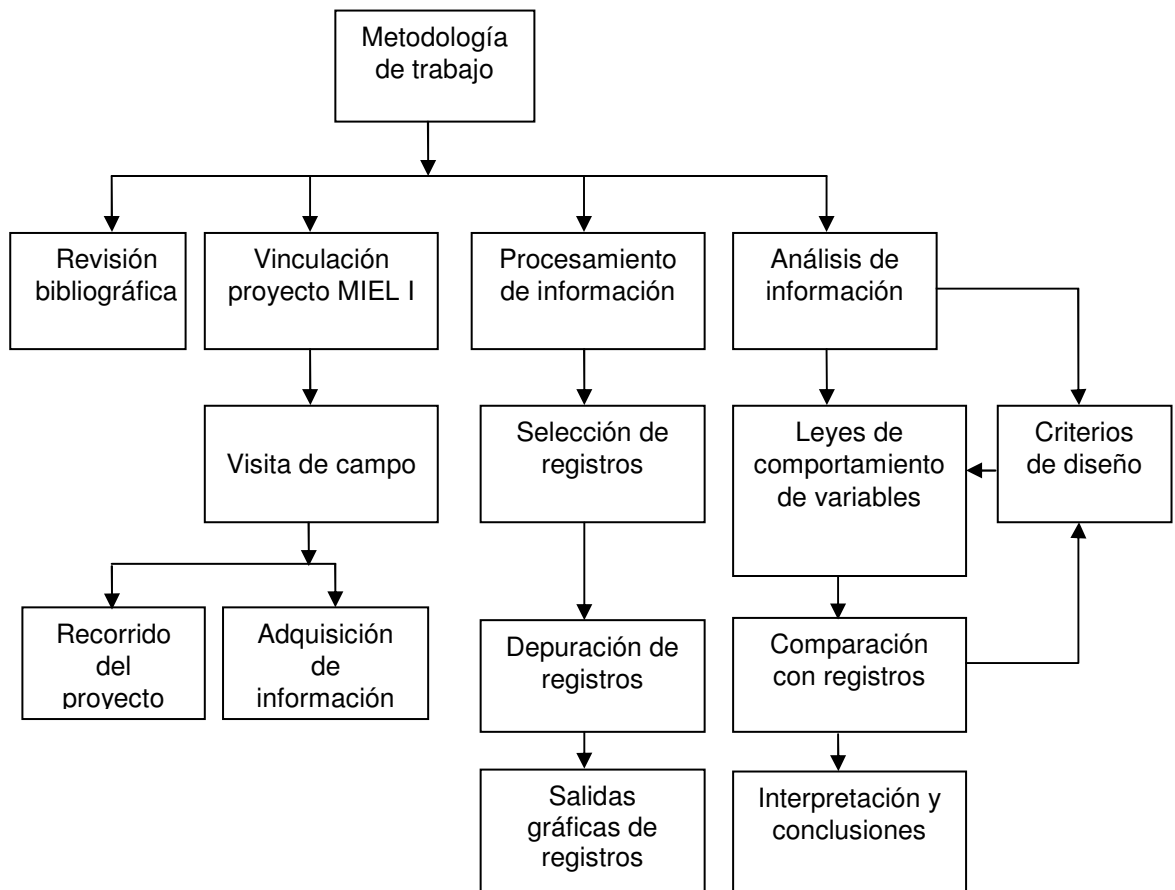 Metodología
de trabajo
Revisión
bibliográfica
Vinculación
proyecto MIEL I
Procesamiento
de información
Análisis de
información
Visita de campo
Selección de
registros
Leyes de
comportamiento
de variables
Criterios
de diseño
Recorrido
del
proyecto
Adquisición
de
información
Depuración de
registros
Comparación
con registros
Salidas
gráficas de
registros
Interpretación y
conclusiones